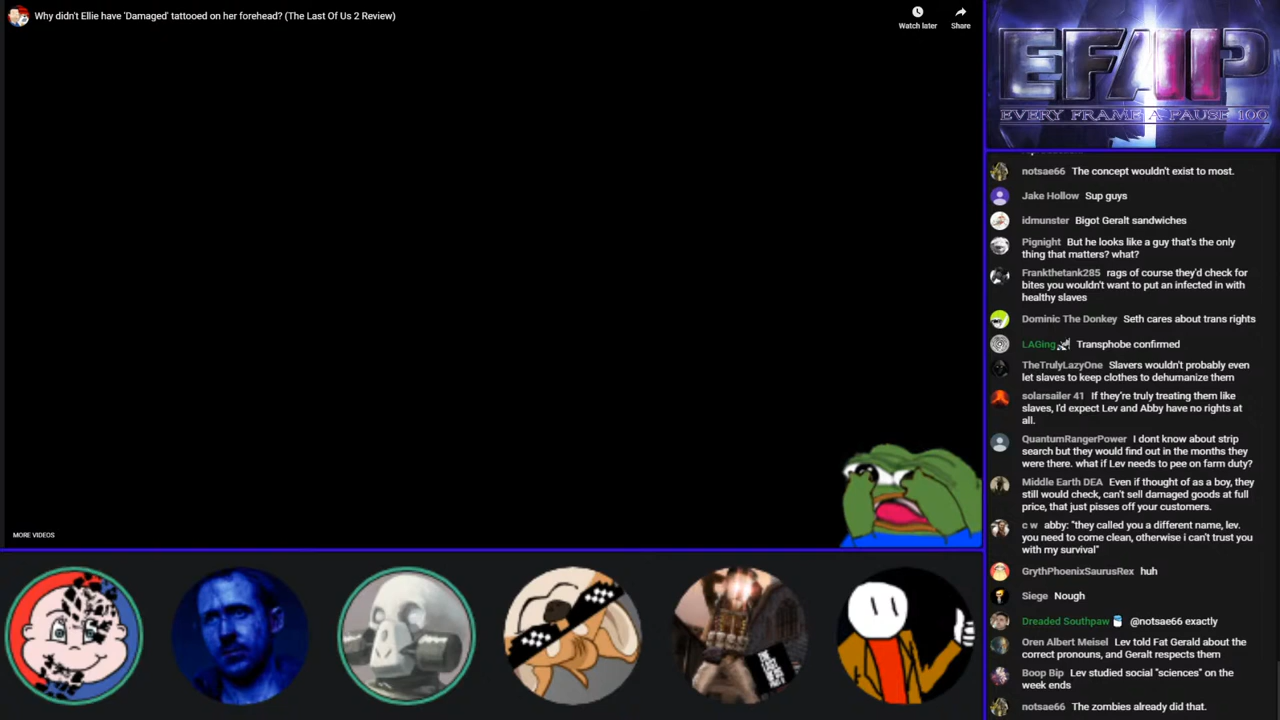 Why didn't Ellie have 'Damaged' tattooed on her forehead? (The Last Of Us 2 Review)
Watch later
Share
MORE VIDEOS
EFAP
EVERY FRAME A PAUSE 100
notsae66 The concept wouldn't exist to most.
Jake Hollow Sup guys
idmunster Bigot Geralt sandwiches
Pignight But he looks like a guy that's the only
thing that matters? what?
Frankthetank285 rags of course they'd check for
bites you wouldn't want to put an infected in with
healthy slaves
Dominic The Donkey Seth cares about trans rights
LAGing Transphobe confirmed
TheTrulyLazyOne Slavers wouldn't probably even
let slaves to keep clothes to dehumanize them
solarsailer 41 If they're truly treating them like
slaves, I'd expect Lev and Abby have no rights at
all.
QuantumRangerPower I dont know about strip
search but they would find out in the months they
were there. what if Lev needs to pee on farm duty?
Middle Earth DEA Even if thought of as a boy, they
still would check, can't sell damaged goods at full
price, that just pisses off your customers.
c w abby: "they called you a different name, lev.
you need to come clean, otherwise i can't trust you
with my survival"
GrythPhoenixSaurusRex huh
Siege Nough
Dreaded Southpaw @notsae66 exactly
Oren Albert Meisel Lev told Fat Gerald about the
correct pronouns, and Geralt respects them
Boop Bip Lev studied social "sciences" on the
week ends
notsae66 The zombies already did that.